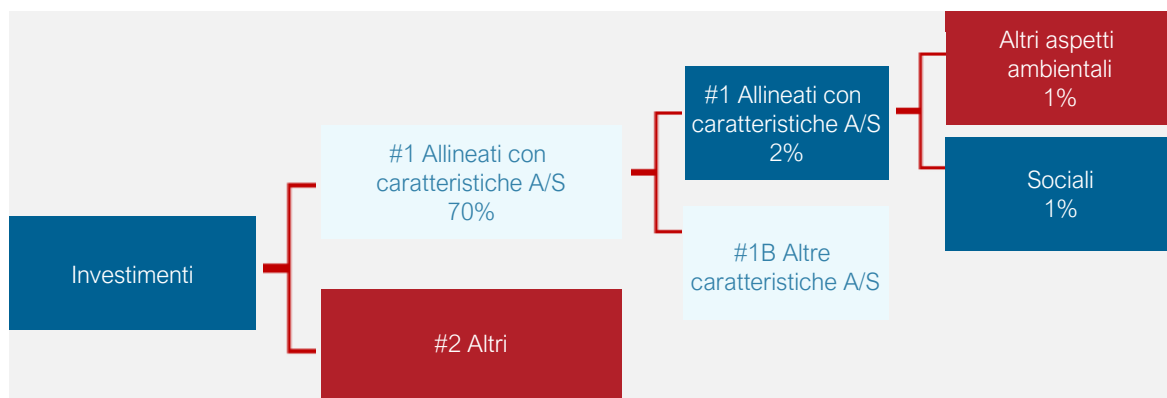 Investimenti
#1 Allineati con
caratteristiche A/S
70%
#2 Altri
#1 Allineati con
caratteristiche A/S
2%
#1B Altre
caratteristiche A/S
Altri aspetti
ambientali
1%
Sociali
1%